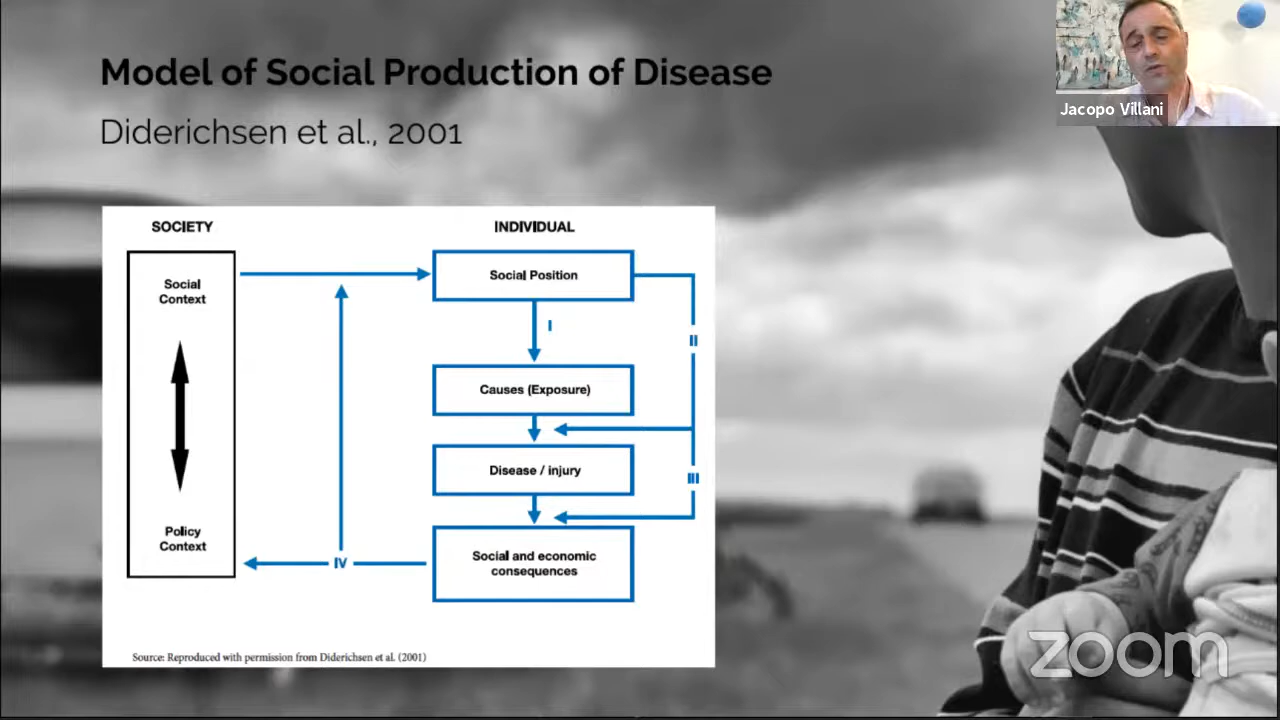 Model of Social Production of Disease
Diderichsen et al., 2001
Jacopo Villani
SOCIETY
INDIVIDUAL
Social
Context
Policy
Context
Social Position
I
II
Causes (Exposure)
Disease / injury
III
Social and economic
consequences
IV
Source: Reproduced with permission from Diderichsen et al. (2001)
zoom